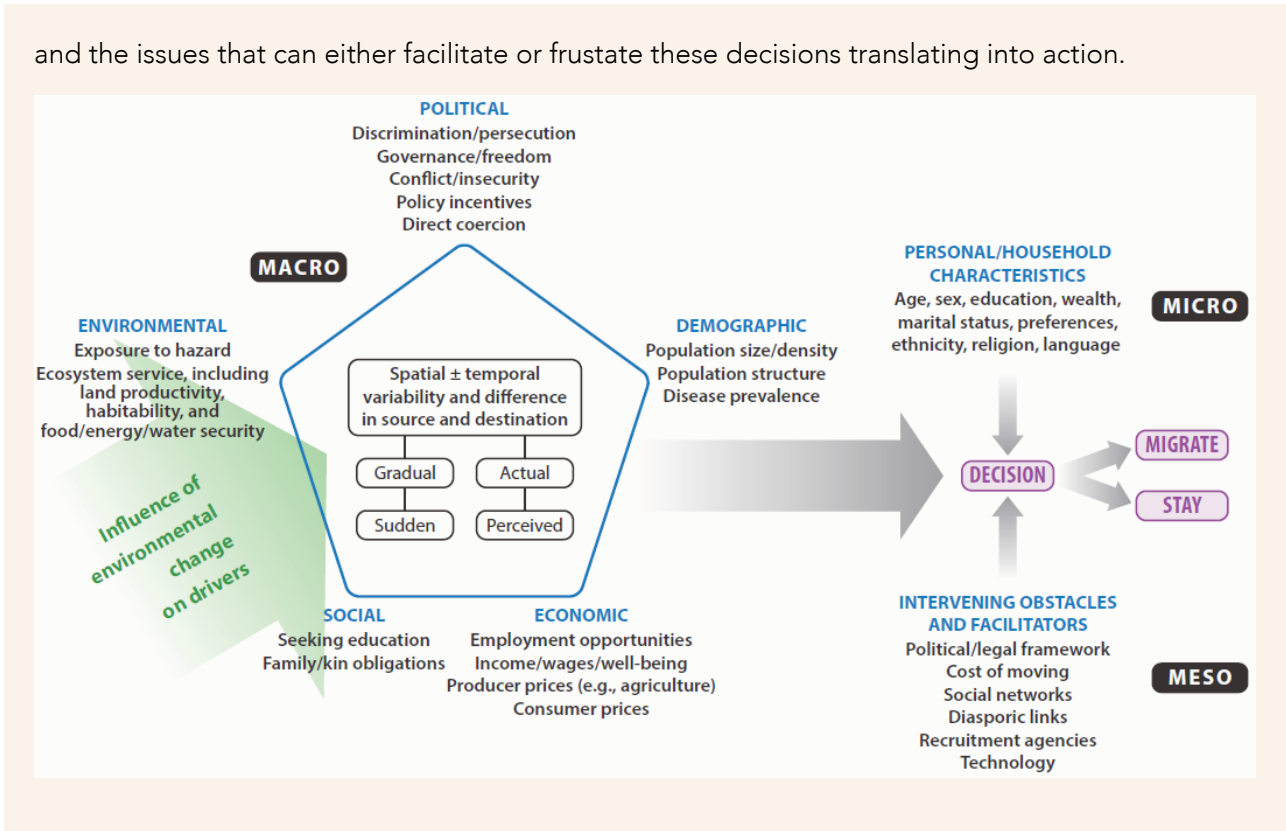 and the issues that can either facilitate or frustate these decisions translating into action.
POLITICAL
Discrimination/persecution
Governance/freedom
Conflict/insecurity
Policy incentives
Direct coercion
MACRO
ENVIRONMENTAL
Exposure to hazard
Ecosystem service, including
land productivity,
habitability, and
food/energy/water security
Influence of
environmental
change
on drivers
DEMOGRAPHIC
Population size/density
Population structure
Disease prevalence
Spatial ± temporal
variability and difference
in source and destination
Gradual
Actual
Sudden
Perceived
SOCIAL
Seeking education
Family/kin obligations
ECONOMIC
Employment opportunities
Income/wages/well-being
Producer prices (e.g., agriculture)
Consumer prices
PERSONAL/HOUSEHOLD
CHARACTERISTICS
Age, sex, education, wealth,
marital status, preferences,
ethnicity, religion, language
MICRO
DECISION
MIGRATE
STAY
INTERVENING OBSTACLES
AND FACILITATORS
Political/legal framework
Cost of moving
Social networks
Diasporic links
Recruitment agencies
Technology
MESO